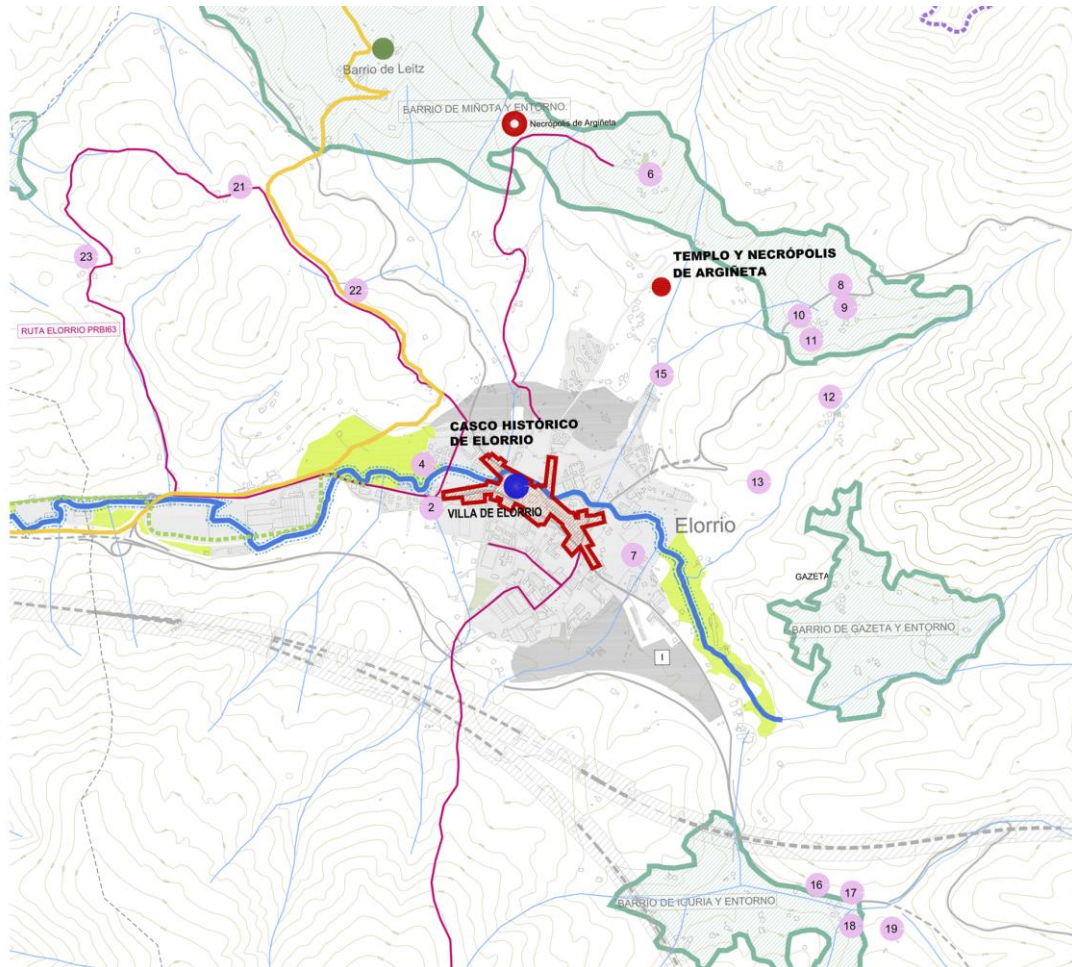 Barrio de Leitz
BARRIO DE MIÑOTA Y ENTORNO.
Necrópolis de Argiñeta
6
21
23
TEMPLO Y NECRÓPOLIS
DE ARGIÑETA
22
8
9
10
11
RUTA ELORRIO PRBI63
15
12
CASCO HISTÓRICO
DE ELORRIO
4
13
2
VILLA DE ELORRIO
Elorrio
7
GAZETA
BARRIO DE GAZETA Y ENTORNO
I
16
17
BARRIO DE IGURIA Y ENTORNO
18
19